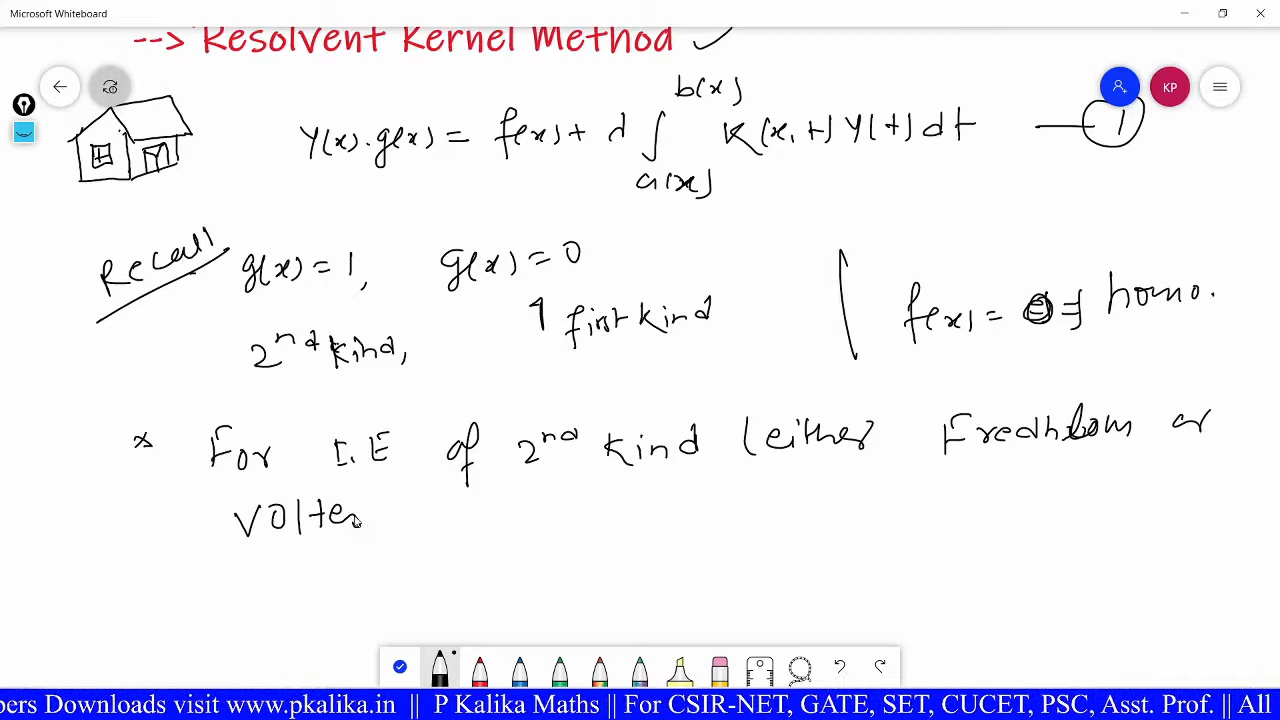 Microsoft Whiteboard
--> Resolvent Kernel Method ✓
KP
b(x)
y(x).g(x) = f(x) + λ ∫ K(x,t) y(t) dt — 1
a(x)
Recall
g(x) = 1, g(x) = 0
2nd kind, 1 first kind
f(x) = 0 = homo.
* For I.E of 2nd kind (either Fredhlom or
volter
pers Downloads visit www.pkalika.in || P Kalika Maths || For CSIR-NET, GATE, SET, CUCET, PSC, Asst. Prof. || All